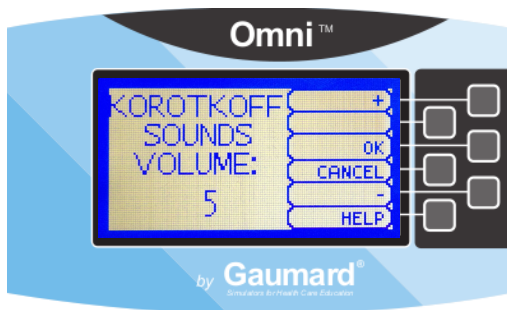 Omni™
KOROTKOFF
SOUNDS
VOLUME:
5
+
OK
CANCEL
-
HELP
by Gaumard®
Simulators for Health Care Education